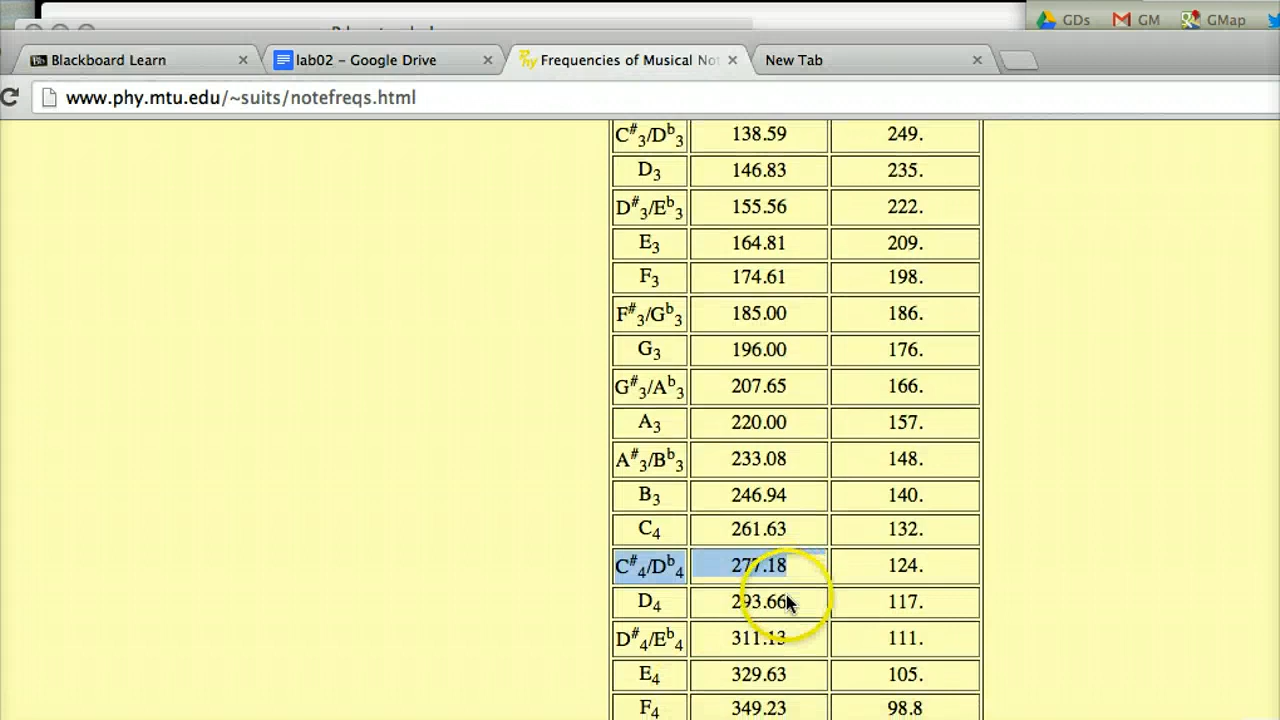 GDs GM GMap
Blackboard Learn × lab02 – Google Drive × Frequencies of Musical Not × New Tab ×
www.phy.mtu.edu/~suits/notefreqs.html
C#3/Db3 138.59 249.
D3 146.83 235.
D#3/Eb3 155.56 222.
E3 164.81 209.
F3 174.61 198.
F#3/Gb3 185.00 186.
G3 196.00 176.
G#3/Ab3 207.65 166.
A3 220.00 157.
A#3/Bb3 233.08 148.
B3 246.94 140.
C4 261.63 132.
C#4/Db4 277.18 124.
D4 293.66 117.
D#4/Eb4 311.13 111.
E4 329.63 105.
F4 349.23 98.8